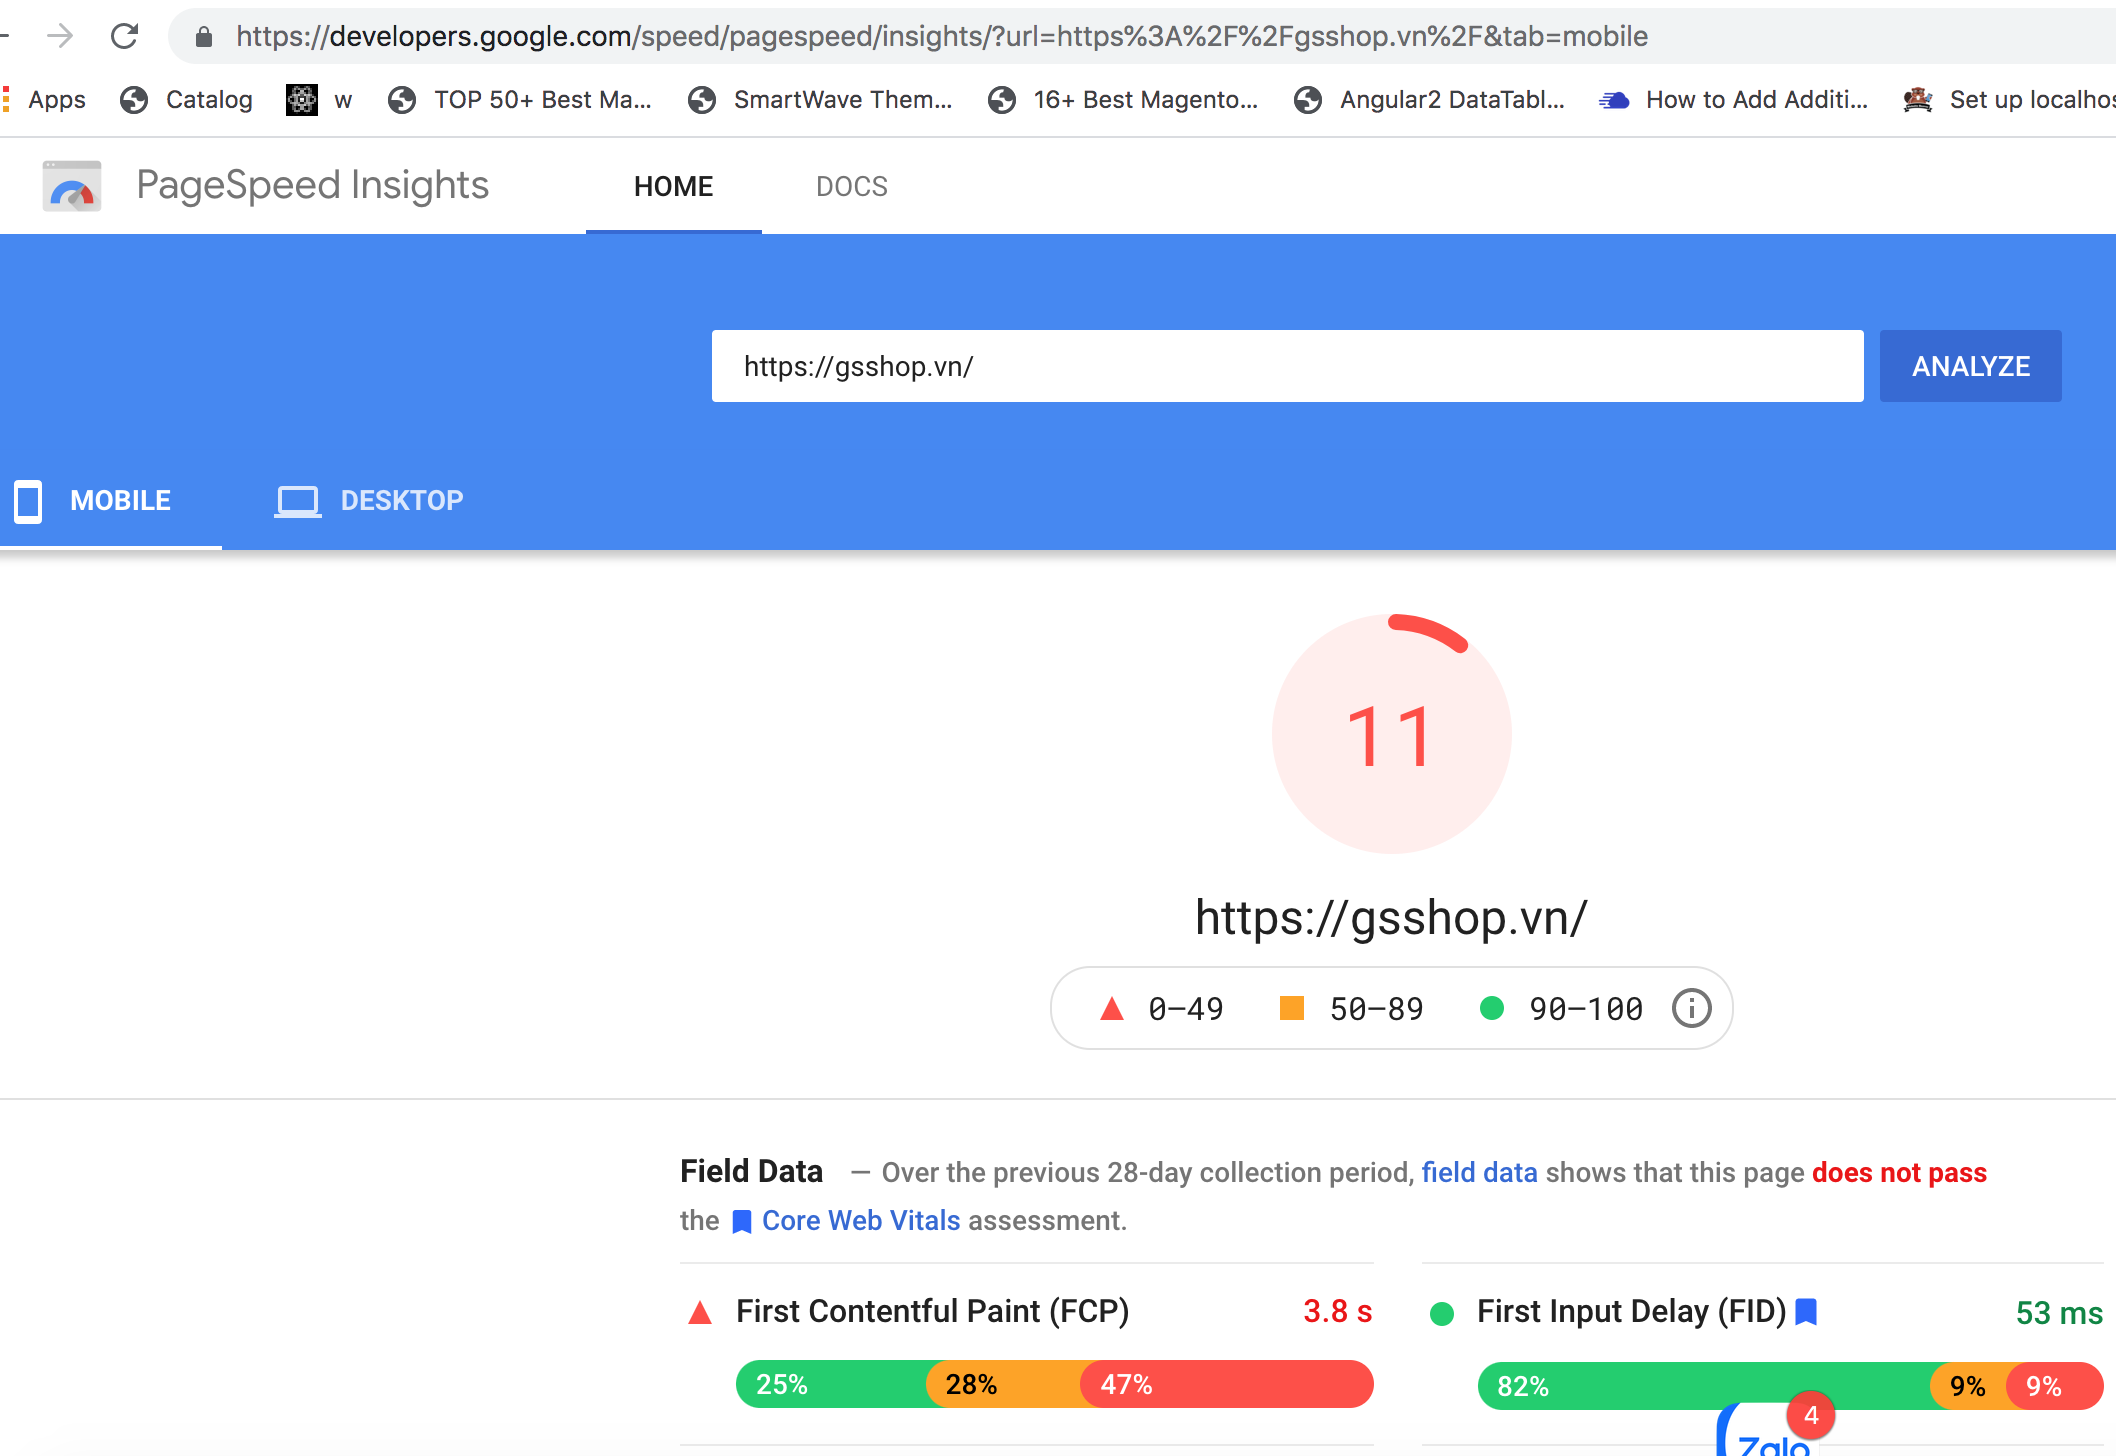 https://developers.google.com/speed/pagespeed/insights/?url=https%3A%2F%2Fgsshop.vn%2F&tab=mobile
Apps Catalog w TOP 50+ Best Ma... SmartWave Them... 16+ Best Magento... Angular2 DataTabl... How to Add Additi... Set up localhos
PageSpeed Insights HOME DOCS
https://gsshop.vn/ ANALYZE
MOBILE DESKTOP
11
https://gsshop.vn/
0–49 50–89 90–100
Field Data — Over the previous 28-day collection period, field data shows that this page does not pass
the Core Web Vitals assessment.
First Contentful Paint (FCP) 3.8 s First Input Delay (FID) 53 ms
25% 28% 47% 82% 9% 9%
4
Zalo